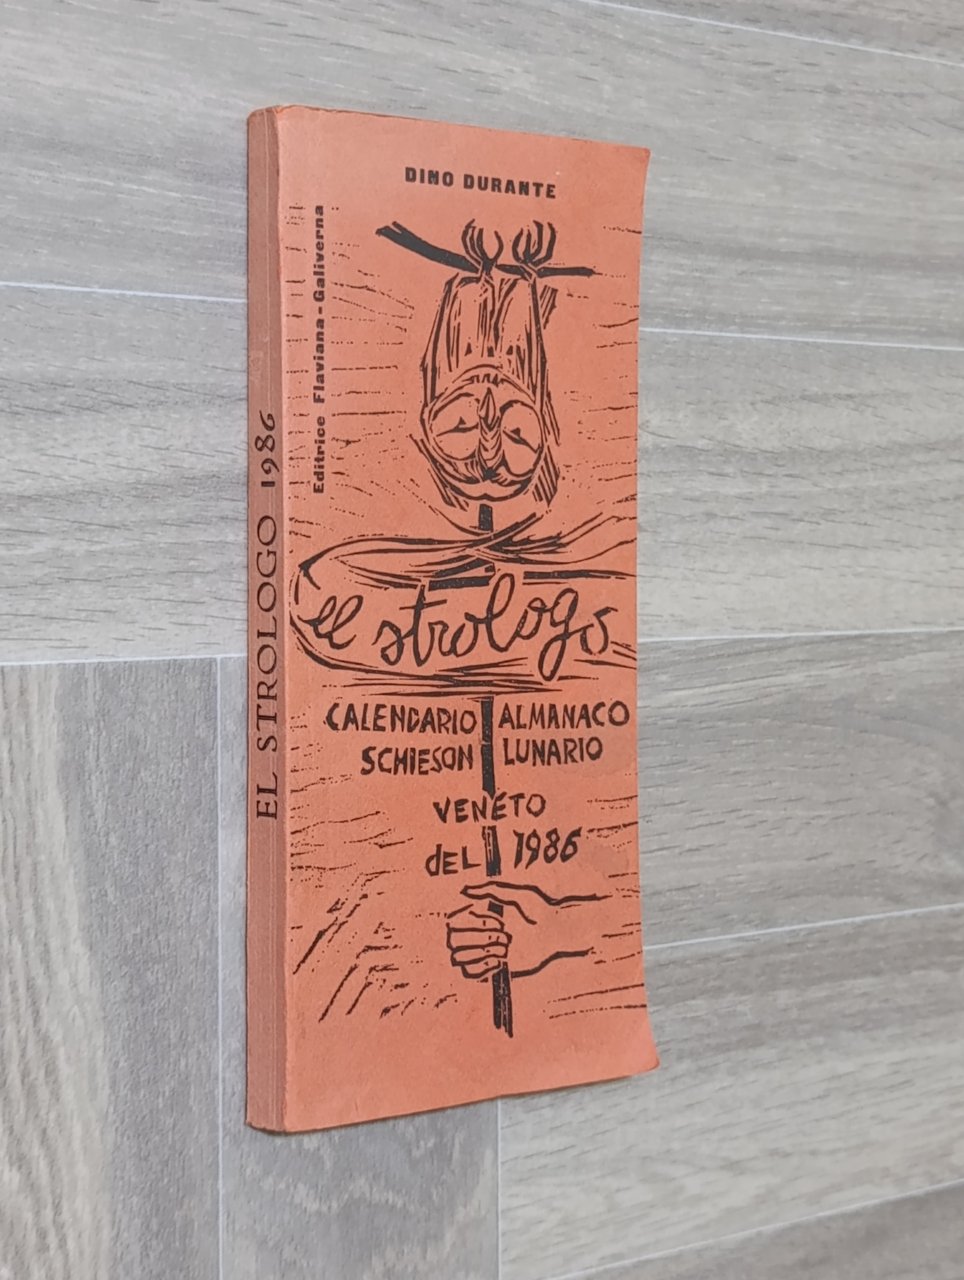 DINO DURANTE
Editrice Flaviana-Galiverna
el strologo
CALENDARIO ALMANACO
SCHIESON LUNARIO
VENETO
DEL 1986
EL STROLOGO 1986